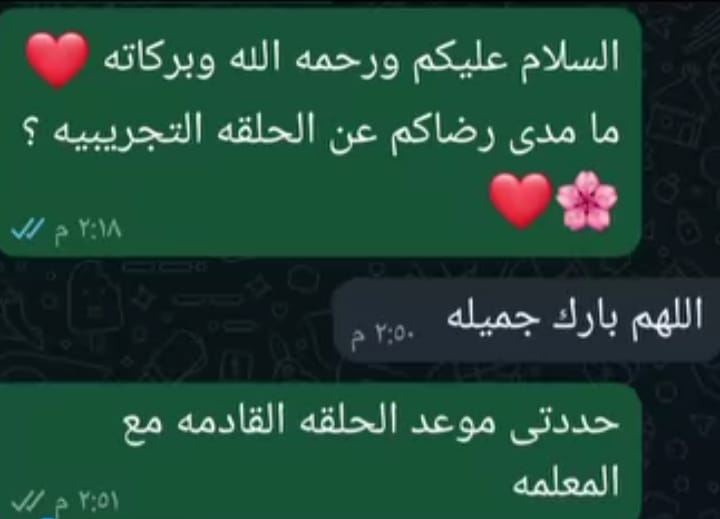 السلام عليكم ورحمه الله وبركاته ❤️
ما مدى رضاكم عن الحلقه التجريبيه ؟
🌸❤️
٢:١٨ م
اللهم بارك جميله
٢:٥٠ م
حددتى موعد الحلقه القادمه مع
المعلمه
٢:٥١ م